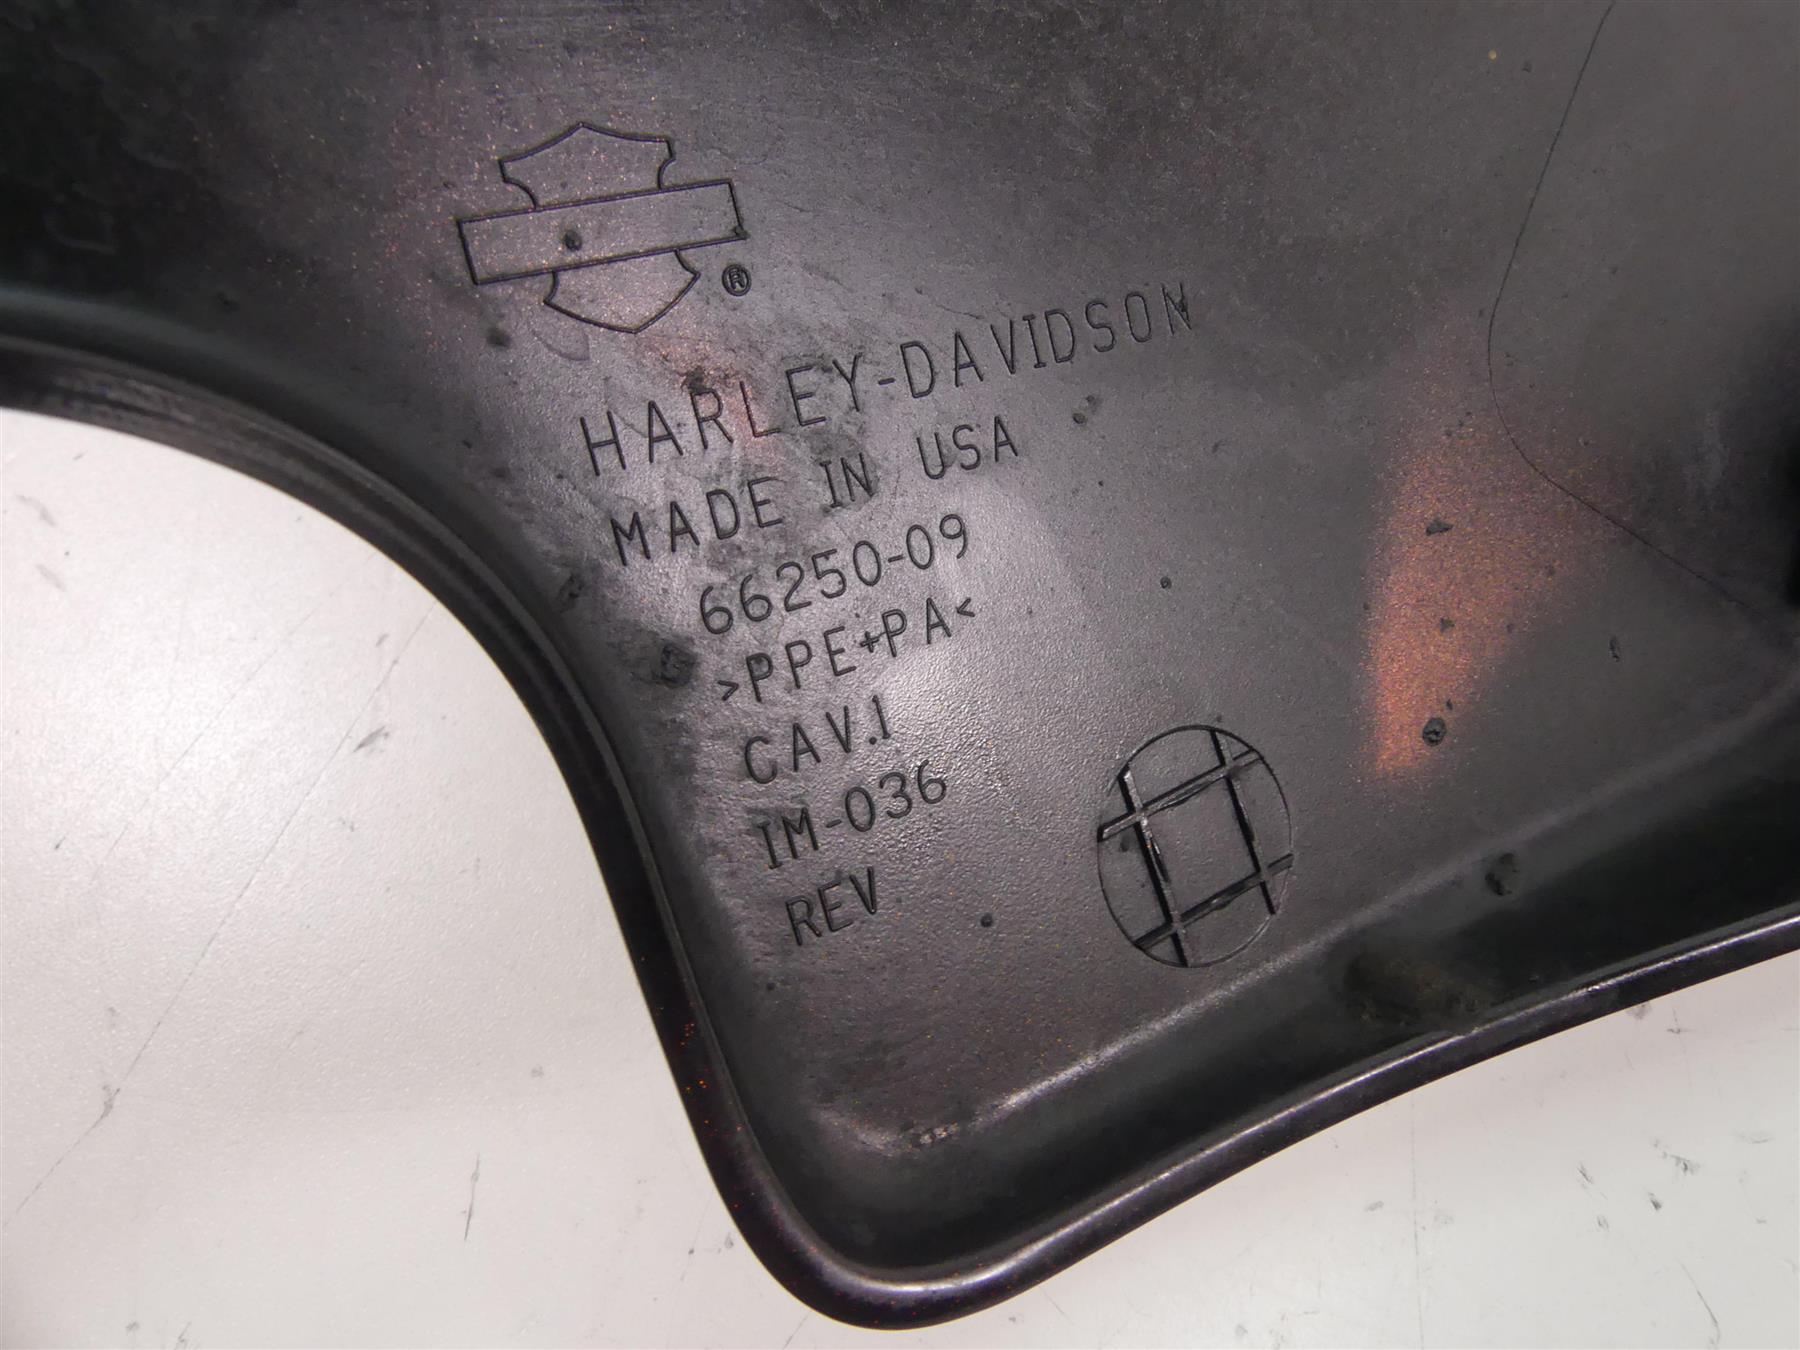 ®
HARLEY-DAVIDSON
MADE IN USA
66250-09
>PPE+PA<
CAV.1
IM-036
REV